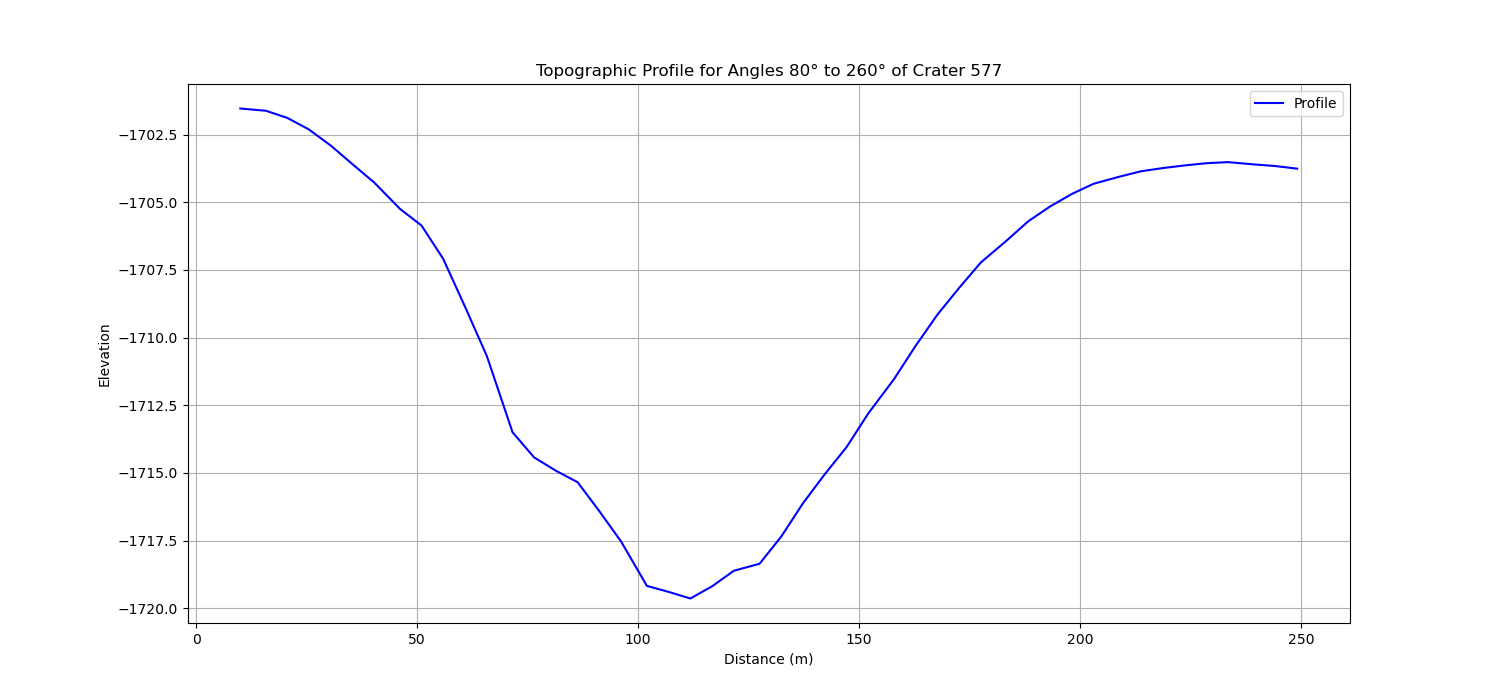 Topographic Profile for Angles 80° to 260° of Crater 577
Profile
−1702.5
−1705.0
−1707.5
−1710.0
−1712.5
−1715.0
−1717.5
−1720.0
Elevation
0 50 100 150 200 250
Distance (m)